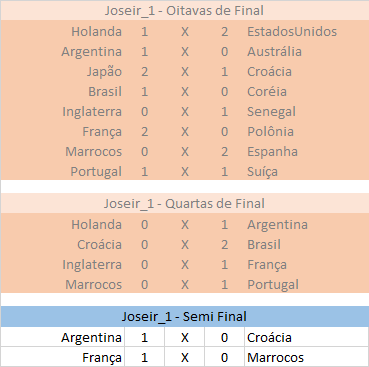 Joseir_1 - Oitavas de Final
Holanda 1 X 2 EstadosUnidos
Argentina 1 X 0 Austrália
Japão 2 X 1 Croácia
Brasil 1 X 0 Coréia
Inglaterra 0 X 1 Senegal
França 2 X 0 Polônia
Marrocos 0 X 2 Espanha
Portugal 1 X 1 Suíça
Joseir_1 - Quartas de Final
Holanda 0 X 1 Argentina
Croácia 0 X 2 Brasil
Inglaterra 0 X 1 França
Marrocos 0 X 1 Portugal
Joseir_1 - Semi Final
Argentina 1 X 0 Croácia
França 1 X 0 Marrocos